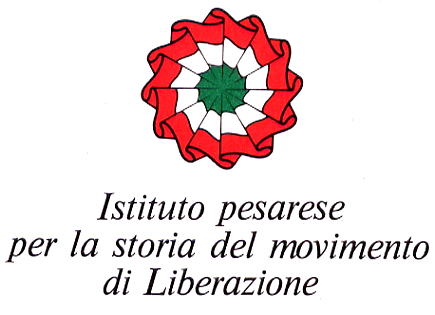 Istituto pesarese
per la storia del movimento
di Liberazione